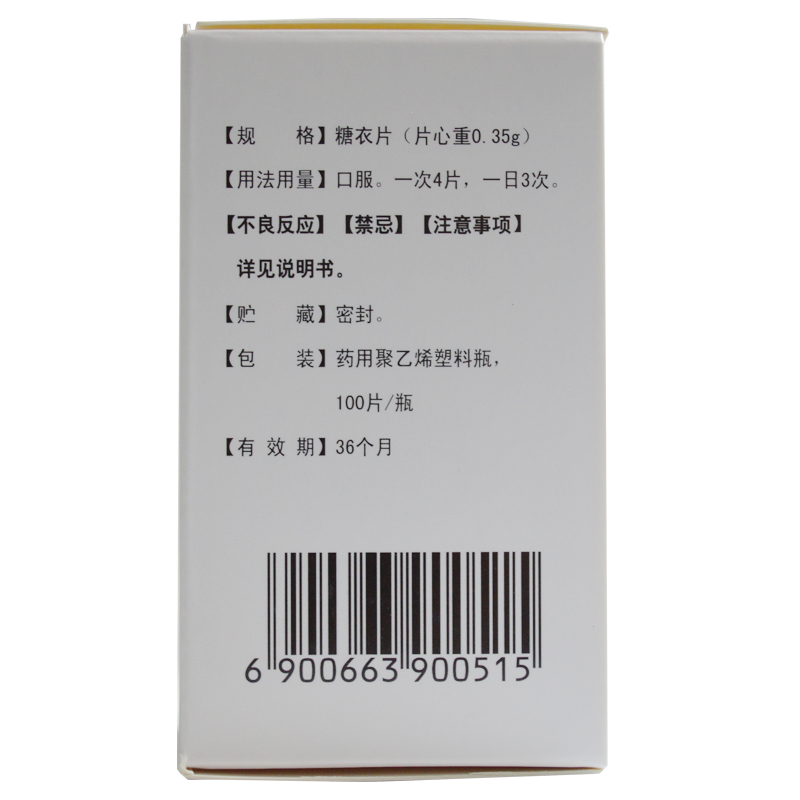 【规　　格】糖衣片（片心重0.35g）
【用法用量】口服。一次4片，一日3次。
【不良反应】【禁忌】【注意事项】
详见说明书。
【贮　　藏】密封。
【包　　装】药用聚乙烯塑料瓶，
100片/瓶
【有 效 期】36个月
6 900663 900515